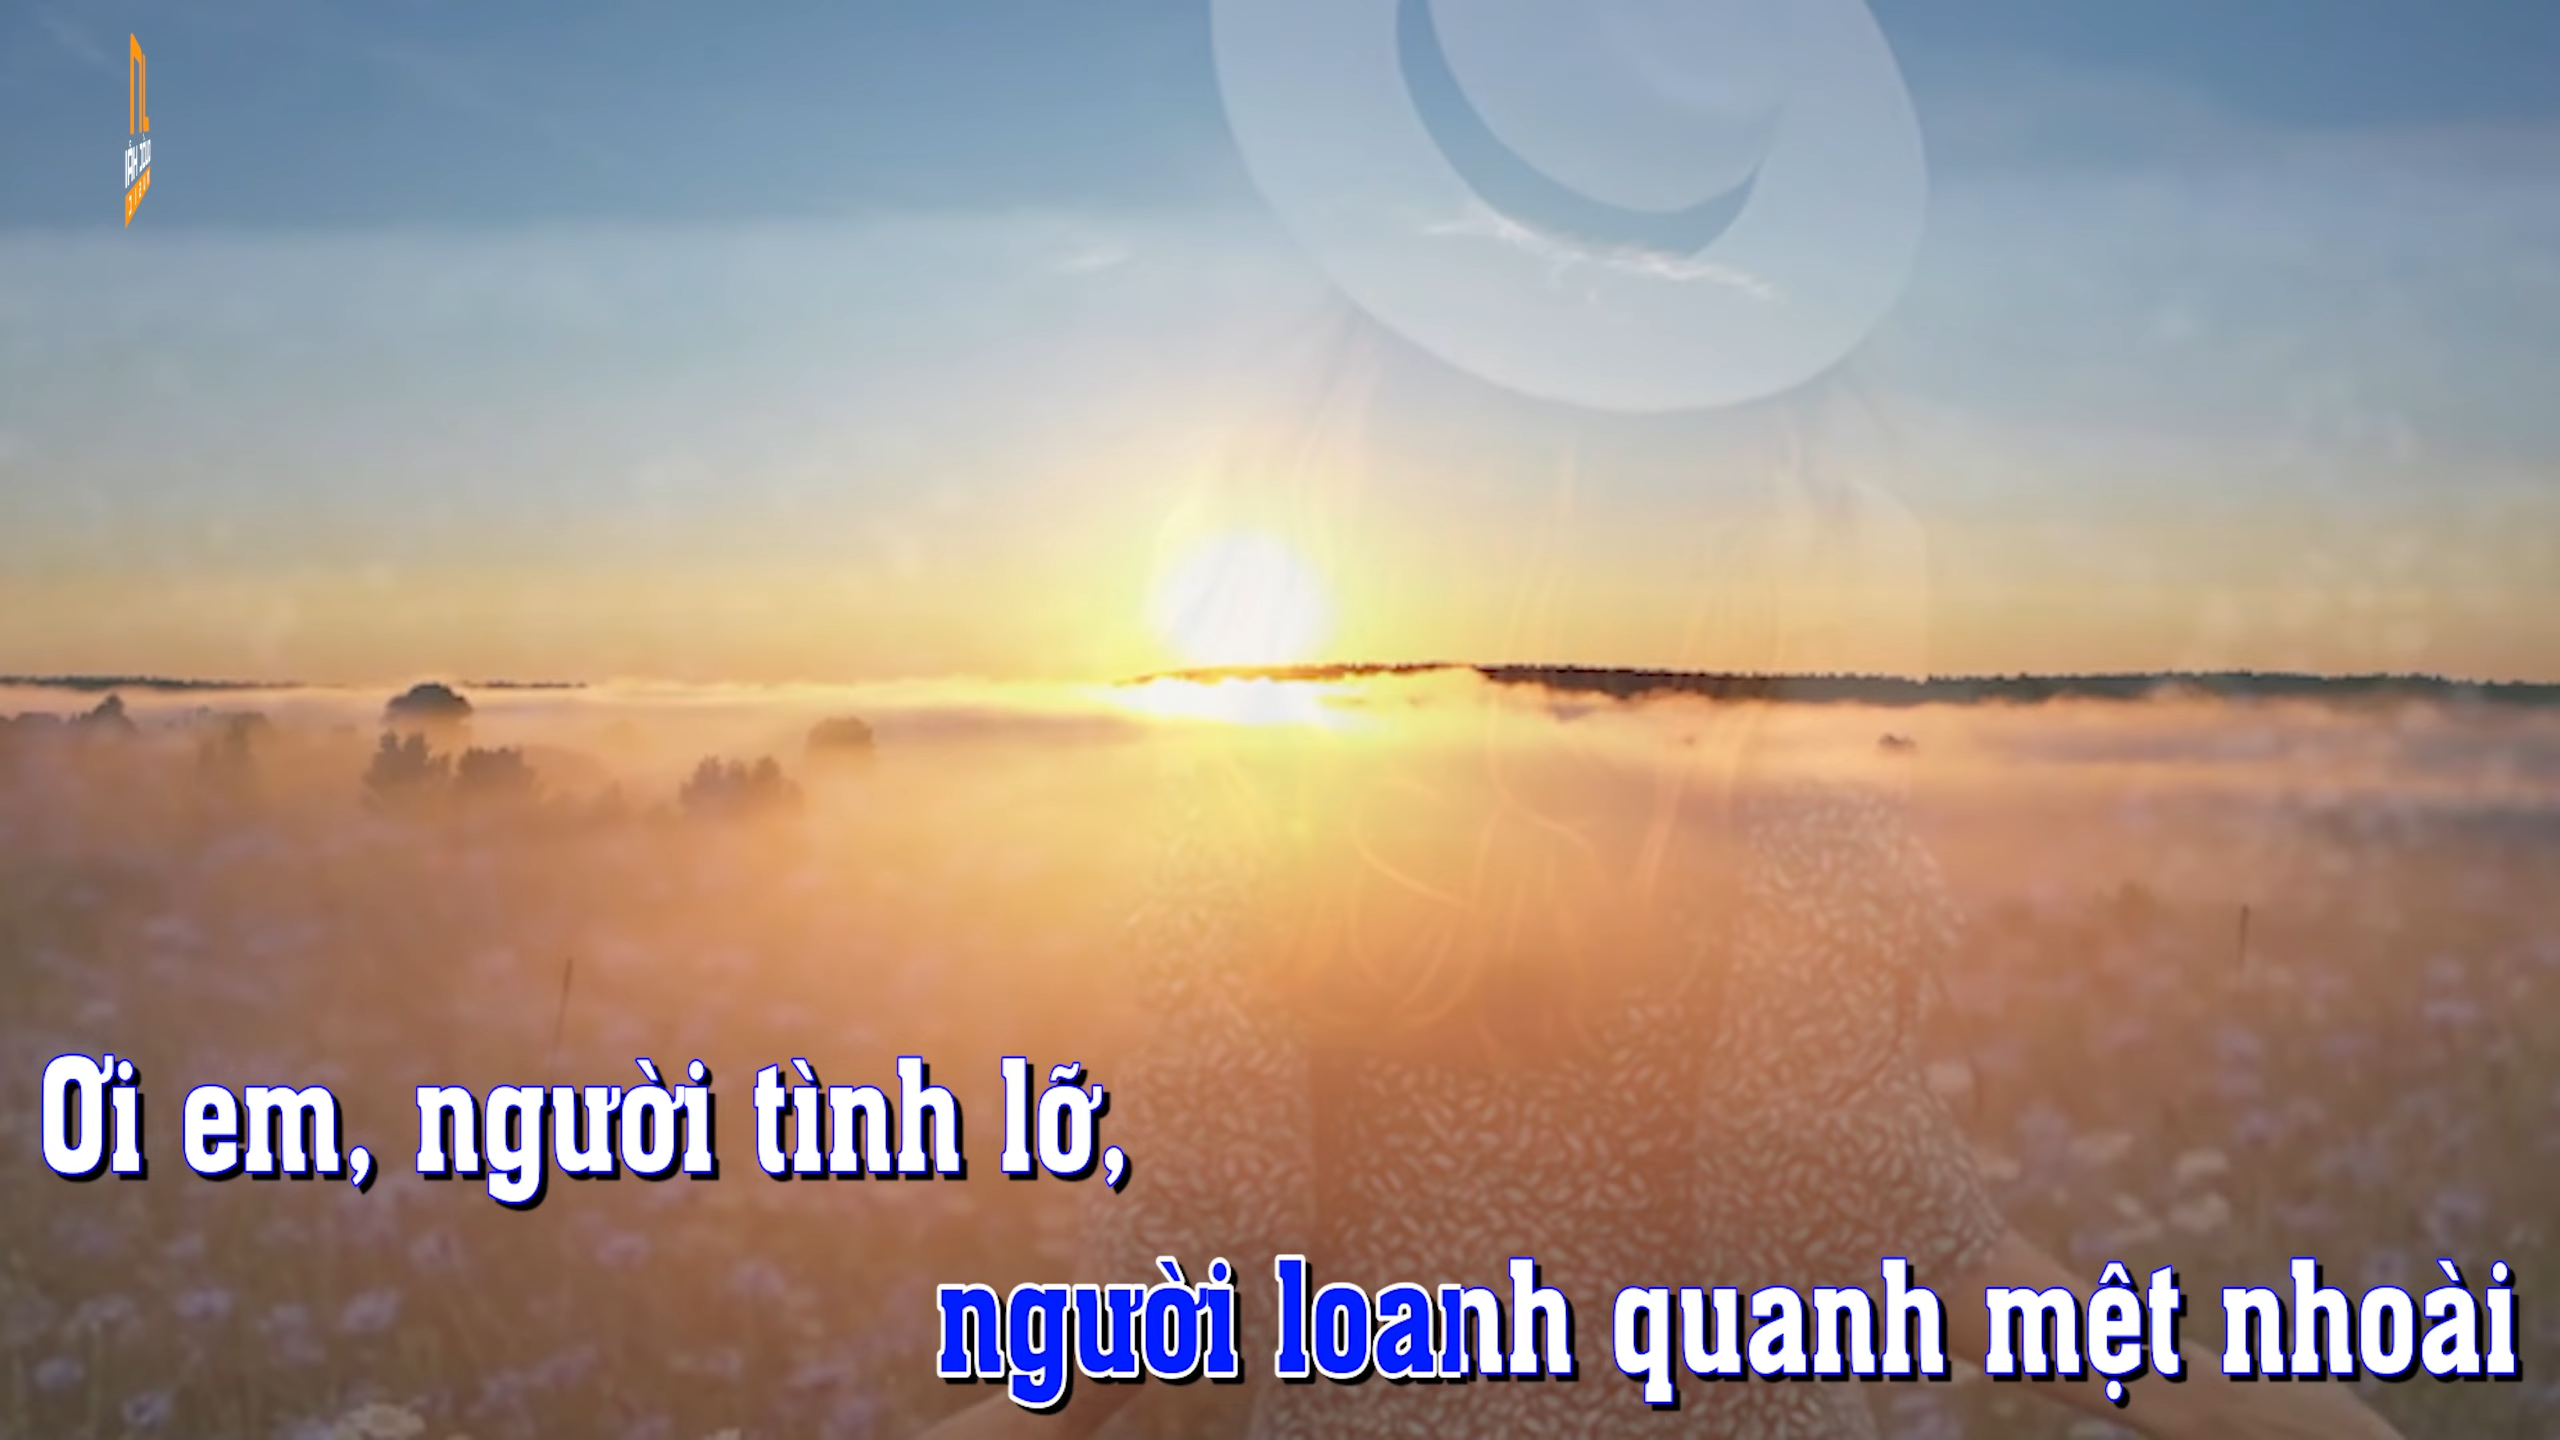 Ơi em, người tình lỡ,
người loanh quanh mệt nhoài